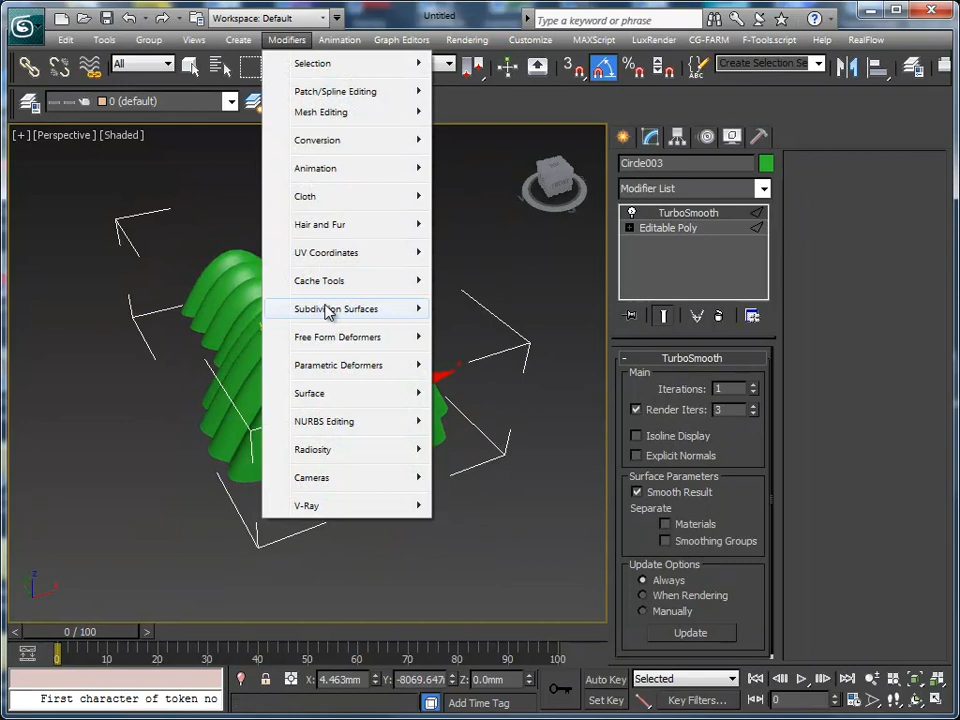 Workspace: Default
Untitled
Type a keyword or phrase
Edit Tools Group Views Create Modifiers Animation Graph Editors Rendering Customize MAXScript LuxRender CG-FARM F-Tools.script Help RealFlow
All
3
Create Selection Se
0 (default)
[+] [Perspective] [Shaded]
Selection
Patch/Spline Editing
Mesh Editing
Conversion
Animation
Cloth
Hair and Fur
UV Coordinates
Cache Tools
Subdivision Surfaces
Free Form Deformers
Parametric Deformers
Surface
NURBS Editing
Radiosity
Cameras
V-Ray
Circle003
Modifier List
TurboSmooth
Editable Poly
TurboSmooth
Main
Iterations: 1
Render Iters: 3
Isoline Display
Explicit Normals
Surface Parameters
Smooth Result
Separate
Materials
Smoothing Groups
Update Options
Always
When Rendering
Manually
Update
z
x
< 0 / 100 >
0 10 20 30 40 50 60 70 80 90 100
First character of token no
X: 4.463mm Y: -8069.647m Z: 0.0mm
Add Time Tag
Auto Key Selected
Set Key Key Filters...
0